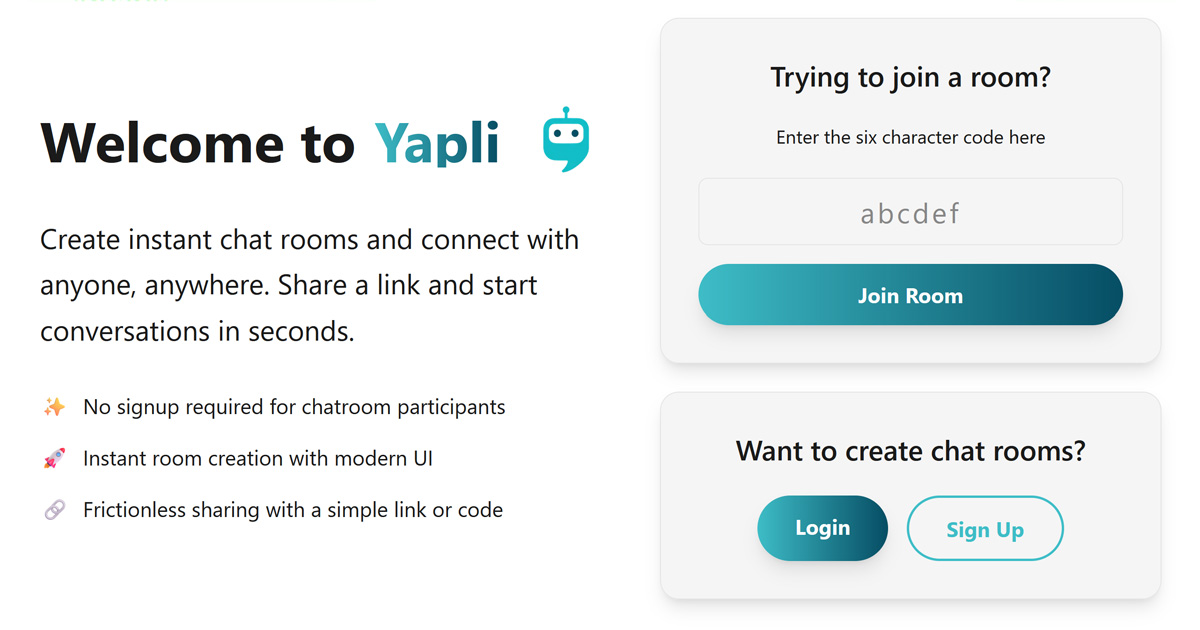 Welcome to Yapli
Create instant chat rooms and connect with
anyone, anywhere. Share a link and start
conversations in seconds.
✨ No signup required for chatroom participants
🚀 Instant room creation with modern UI
🔗 Frictionless sharing with a simple link or code
Trying to join a room?
Enter the six character code here
abcdef
Join Room
Want to create chat rooms?
Login
Sign Up